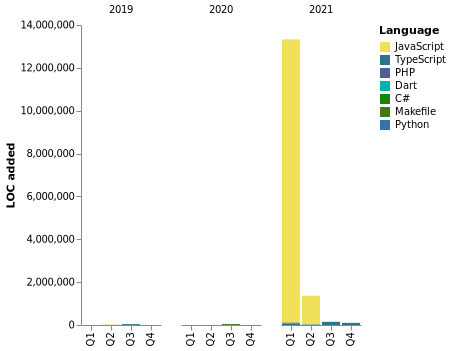 2019 2020 2021
14,000,000
12,000,000
10,000,000
8,000,000
6,000,000
4,000,000
2,000,000
0
LOC added
Q1 Q2 Q3 Q4 Q1 Q2 Q3 Q4 Q1 Q2 Q3 Q4
Language
JavaScript
TypeScript
PHP
Dart
C#
Makefile
Python